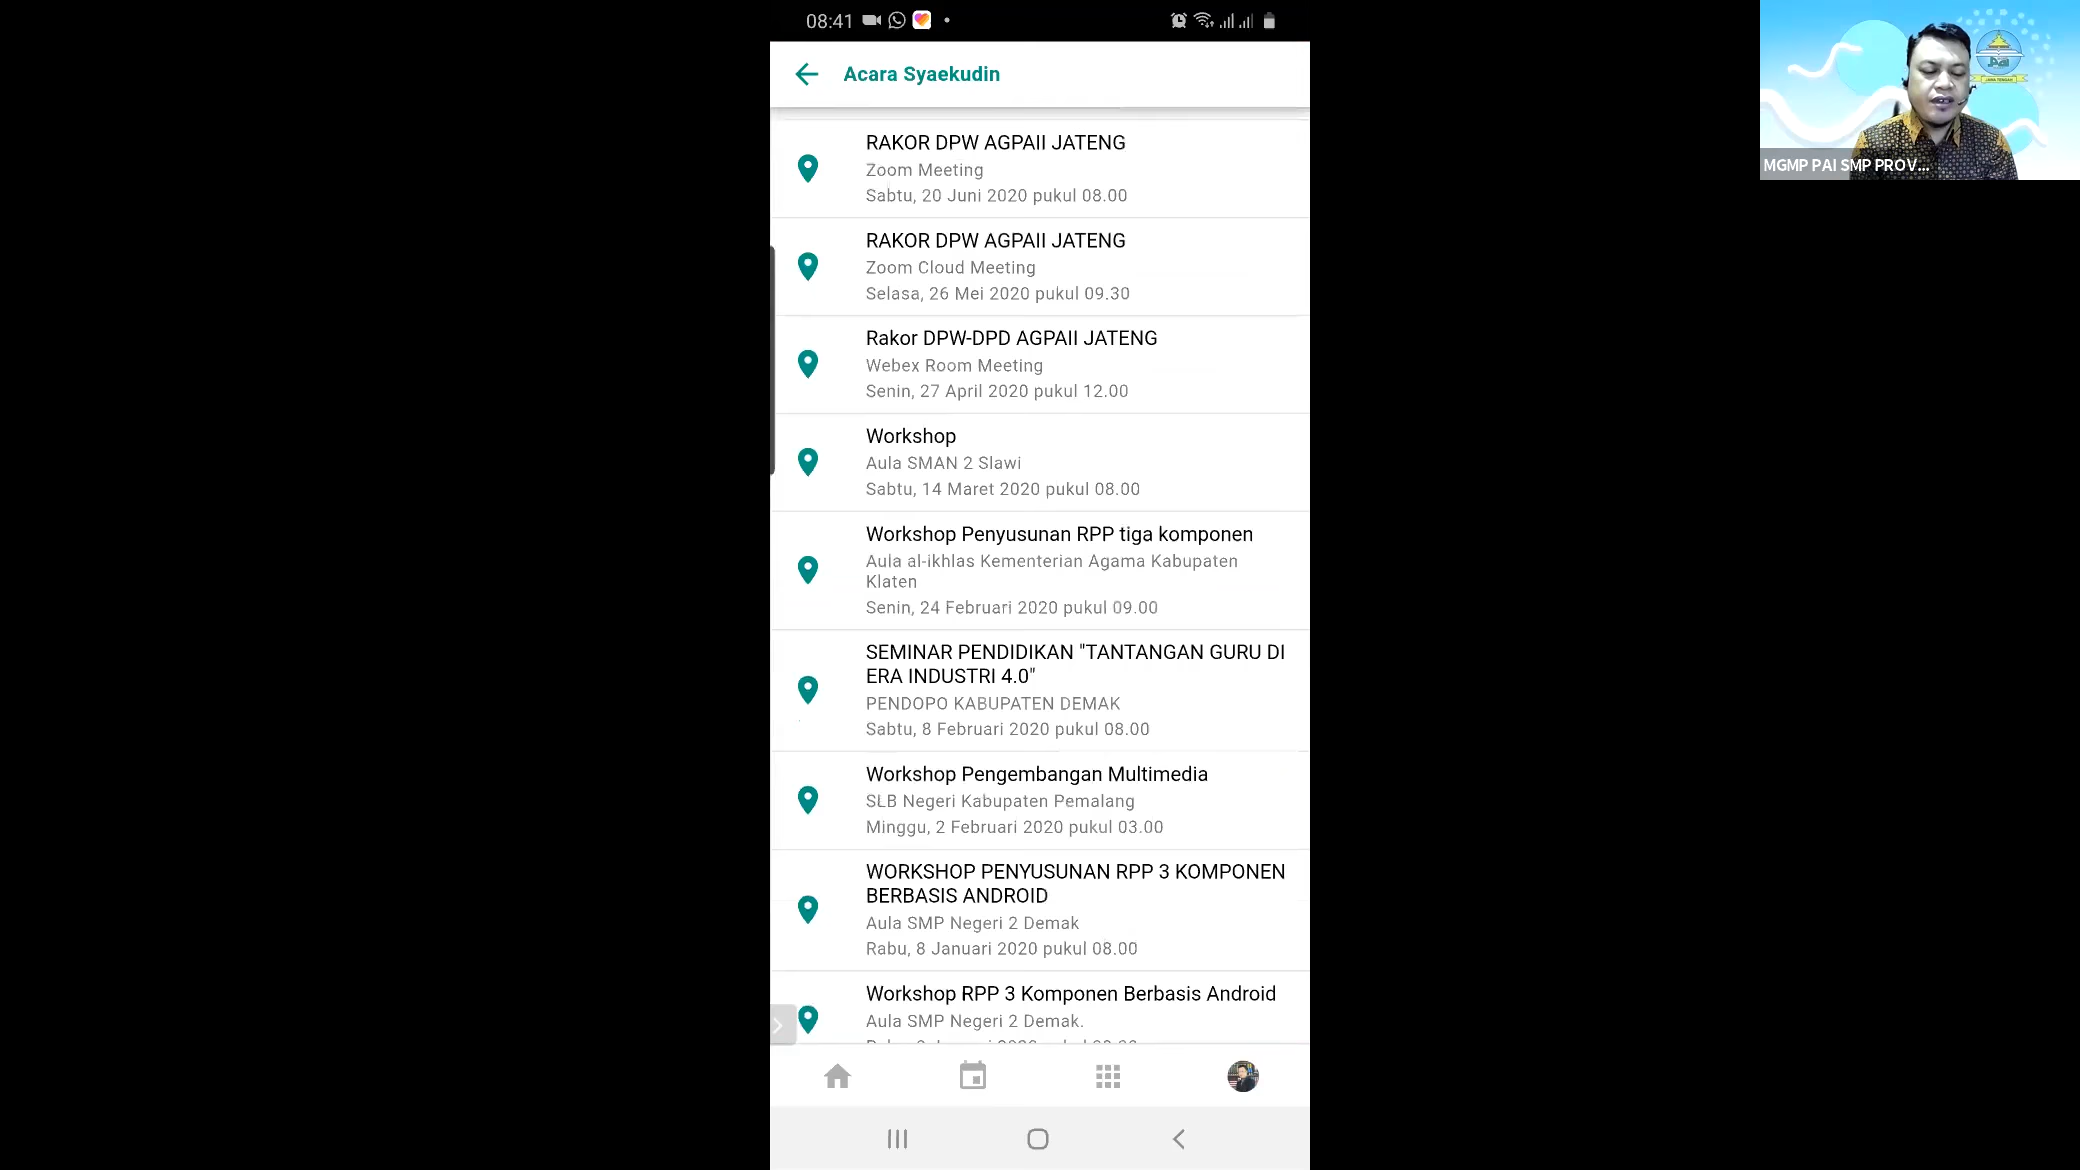 08:41
Acara Syaekudin
RAKOR DPW AGPAII JATENG
Zoom Meeting
Sabtu, 20 Juni 2020 pukul 08.00
RAKOR DPW AGPAII JATENG
Zoom Cloud Meeting
Selasa, 26 Mei 2020 pukul 09.30
Rakor DPW-DPD AGPAII JATENG
Webex Room Meeting
Senin, 27 April 2020 pukul 12.00
Workshop
Aula SMAN 2 Slawi
Sabtu, 14 Maret 2020 pukul 08.00
Workshop Penyusunan RPP tiga komponen
Aula al-ikhlas Kementerian Agama Kabupaten
Klaten
Senin, 24 Februari 2020 pukul 09.00
SEMINAR PENDIDIKAN "TANTANGAN GURU DI
ERA INDUSTRI 4.0"
PENDOPO KABUPATEN DEMAK
Sabtu, 8 Februari 2020 pukul 08.00
Workshop Pengembangan Multimedia
SLB Negeri Kabupaten Pemalang
Minggu, 2 Februari 2020 pukul 03.00
WORKSHOP PENYUSUNAN RPP 3 KOMPONEN
BERBASIS ANDROID
Aula SMP Negeri 2 Demak
Rabu, 8 Januari 2020 pukul 08.00
Workshop RPP 3 Komponen Berbasis Android
Aula SMP Negeri 2 Demak.
MGMP PAI SMP PROV...